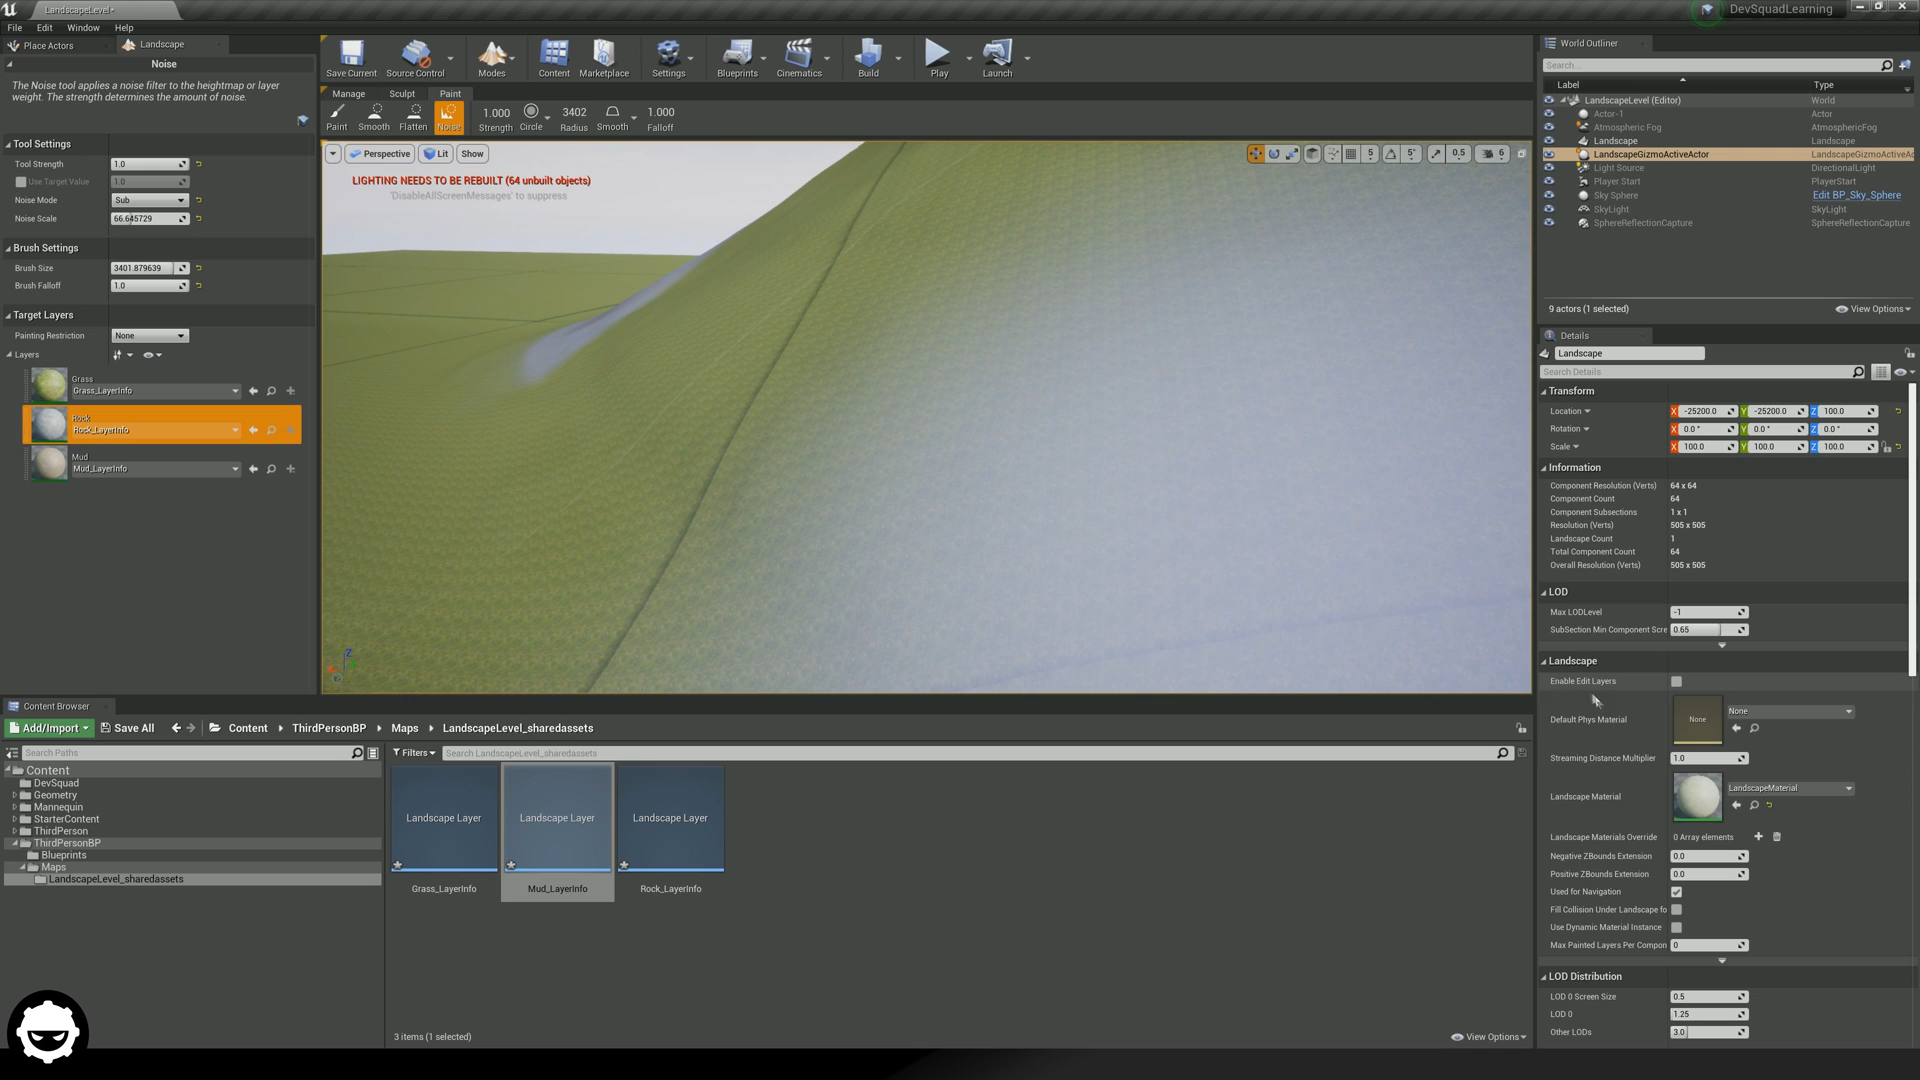 LandscapeLevel*
DevSquadLearning
File Edit Window Help
Place Actors
Landscape
Noise
The Noise tool applies a noise filter to the heightmap or layer
weight. The strength determines the amount of noise.
Tool Settings
Tool Strength 1.0
Use Target Value 1.0
Noise Mode Sub
Noise Scale 66.645729
Brush Settings
Brush Size 3401.879639
Brush Falloff 1.0
Target Layers
Painting Restriction None
Layers
Grass
Grass_LayerInfo
Rock
Rock_LayerInfo
Mud
Mud_LayerInfo
Save Current Source Control Modes Content Marketplace Settings Blueprints Cinematics Build Play Launch
Manage Sculpt Paint
1.000 3402 1.000
Paint Smooth Flatten Noise Strength Circle Radius Smooth Falloff
Perspective Lit Show
5 5° 0.5 6
LIGHTING NEEDS TO BE REBUILT (64 unbuilt objects)
'DisableAllScreenMessages' to suppress
Z
World Outliner
Search...
Label Type
LandscapeLevel (Editor) World
Actor-1 Actor
Atmospheric Fog AtmosphericFog
Landscape Landscape
LandscapeGizmoActiveActor LandscapeGizmoActiveAc
Light Source DirectionalLight
Player Start PlayerStart
Sky Sphere Edit BP_Sky_Sphere
SkyLight SkyLight
SphereReflectionCapture SphereReflectionCapture
9 actors (1 selected) View Options
Details
Landscape
Search Details
Transform
Location X -25200.0 Y -25200.0 Z 100.0
Rotation X 0.0 ° Y 0.0 ° Z 0.0 °
Scale X 100.0 Y 100.0 Z 100.0
Information
Component Resolution (Verts) 64 x 64
Component Count 64
Component Subsections 1 x 1
Resolution (Verts) 505 x 505
Landscape Count 1
Total Component Count 64
Overall Resolution (Verts) 505 x 505
LOD
Max LODLevel -1
SubSection Min Component Scre 0.65
Landscape
Enable Edit Layers
Default Phys Material None None
Streaming Distance Multiplier 1.0
Landscape Material LandscapeMaterial
Landscape Materials Override 0 Array elements
Negative ZBounds Extension 0.0
Positive ZBounds Extension 0.0
Used for Navigation
Fill Collision Under Landscape fo
Use Dynamic Material Instance
Max Painted Layers Per Compon 0
LOD Distribution
LOD 0 Screen Size 0.5
LOD 0 1.25
Other LODs 3.0
Content Browser
Add/Import Save All Content ThirdPersonBP Maps LandscapeLevel_sharedassets
Search Paths
Filters Search LandscapeLevel_sharedassets
Content
DevSquad
Geometry
Mannequin
StarterContent
ThirdPerson
ThirdPersonBP
Blueprints
Maps
LandscapeLevel_sharedassets
Landscape Layer Landscape Layer Landscape Layer
Grass_LayerInfo Mud_LayerInfo Rock_LayerInfo
3 items (1 selected) View Options